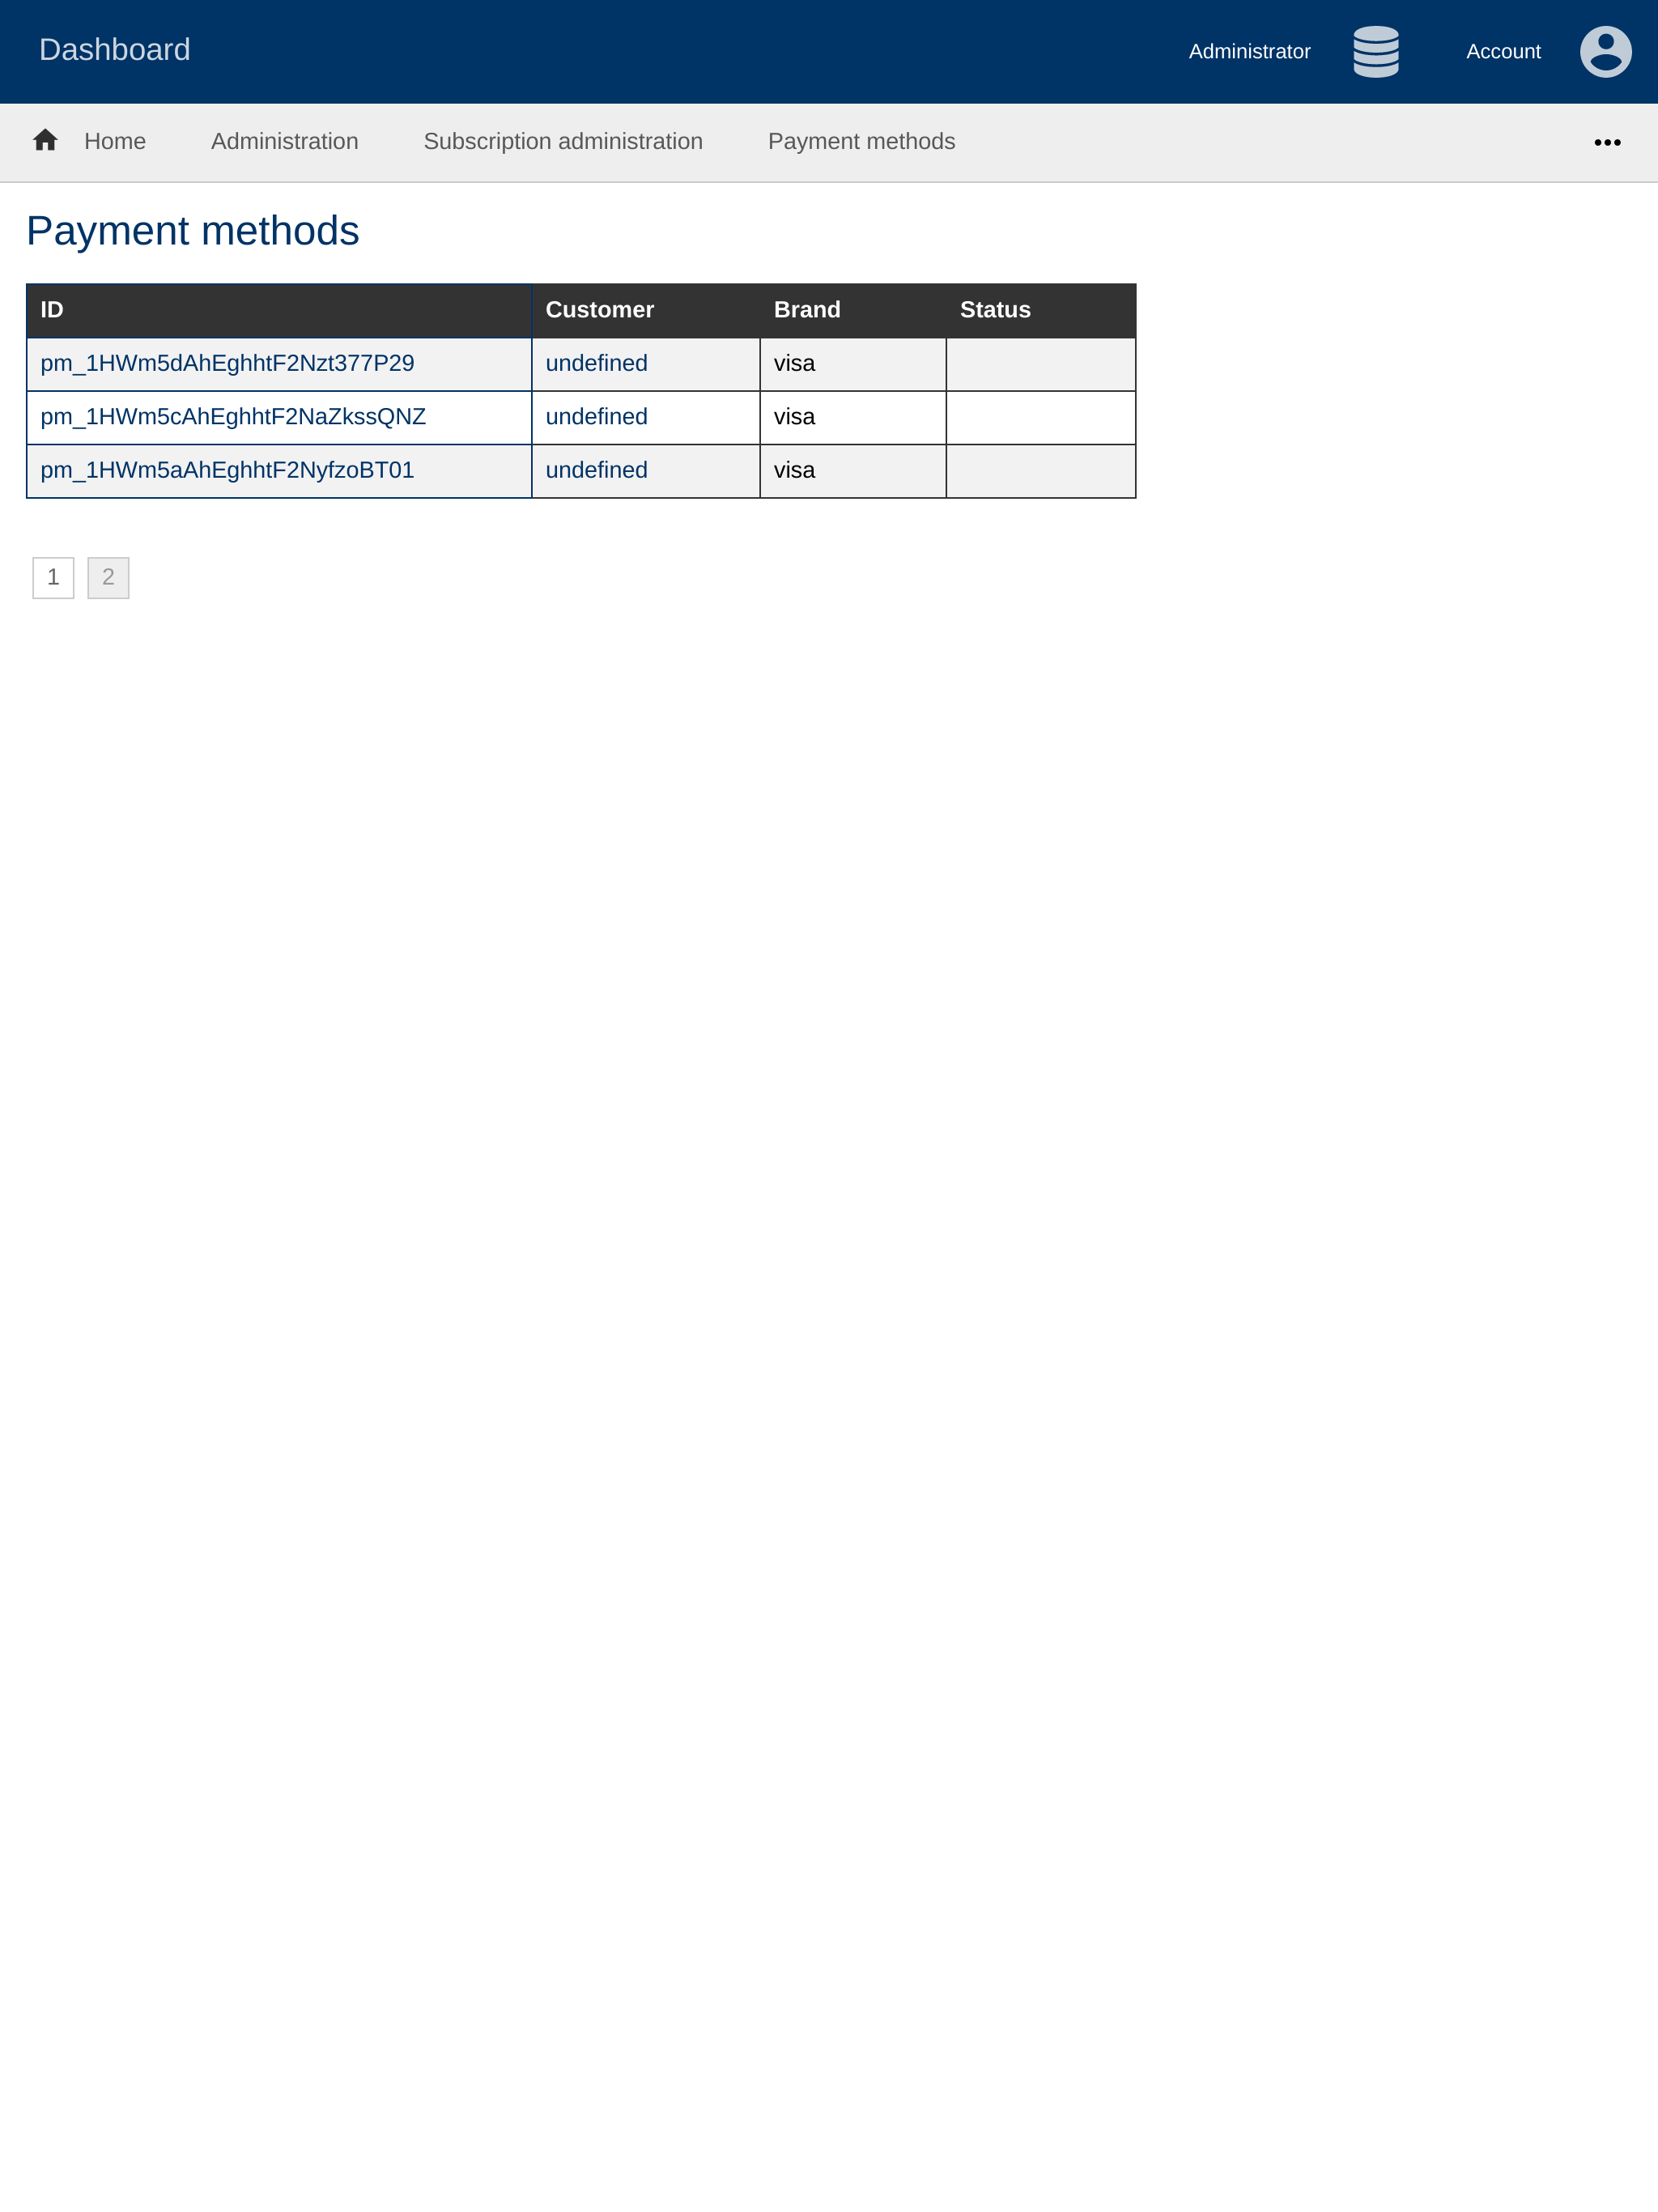 Dashboard
Administrator
Account
Home Administration Subscription administration Payment methods
Payment methods
ID Customer Brand Status
pm_1HWm5dAhEghhtF2Nzt377P29 undefined visa
pm_1HWm5cAhEghhtF2NaZkssQNZ undefined visa
pm_1HWm5aAhEghhtF2NyfzoBT01 undefined visa
1 2